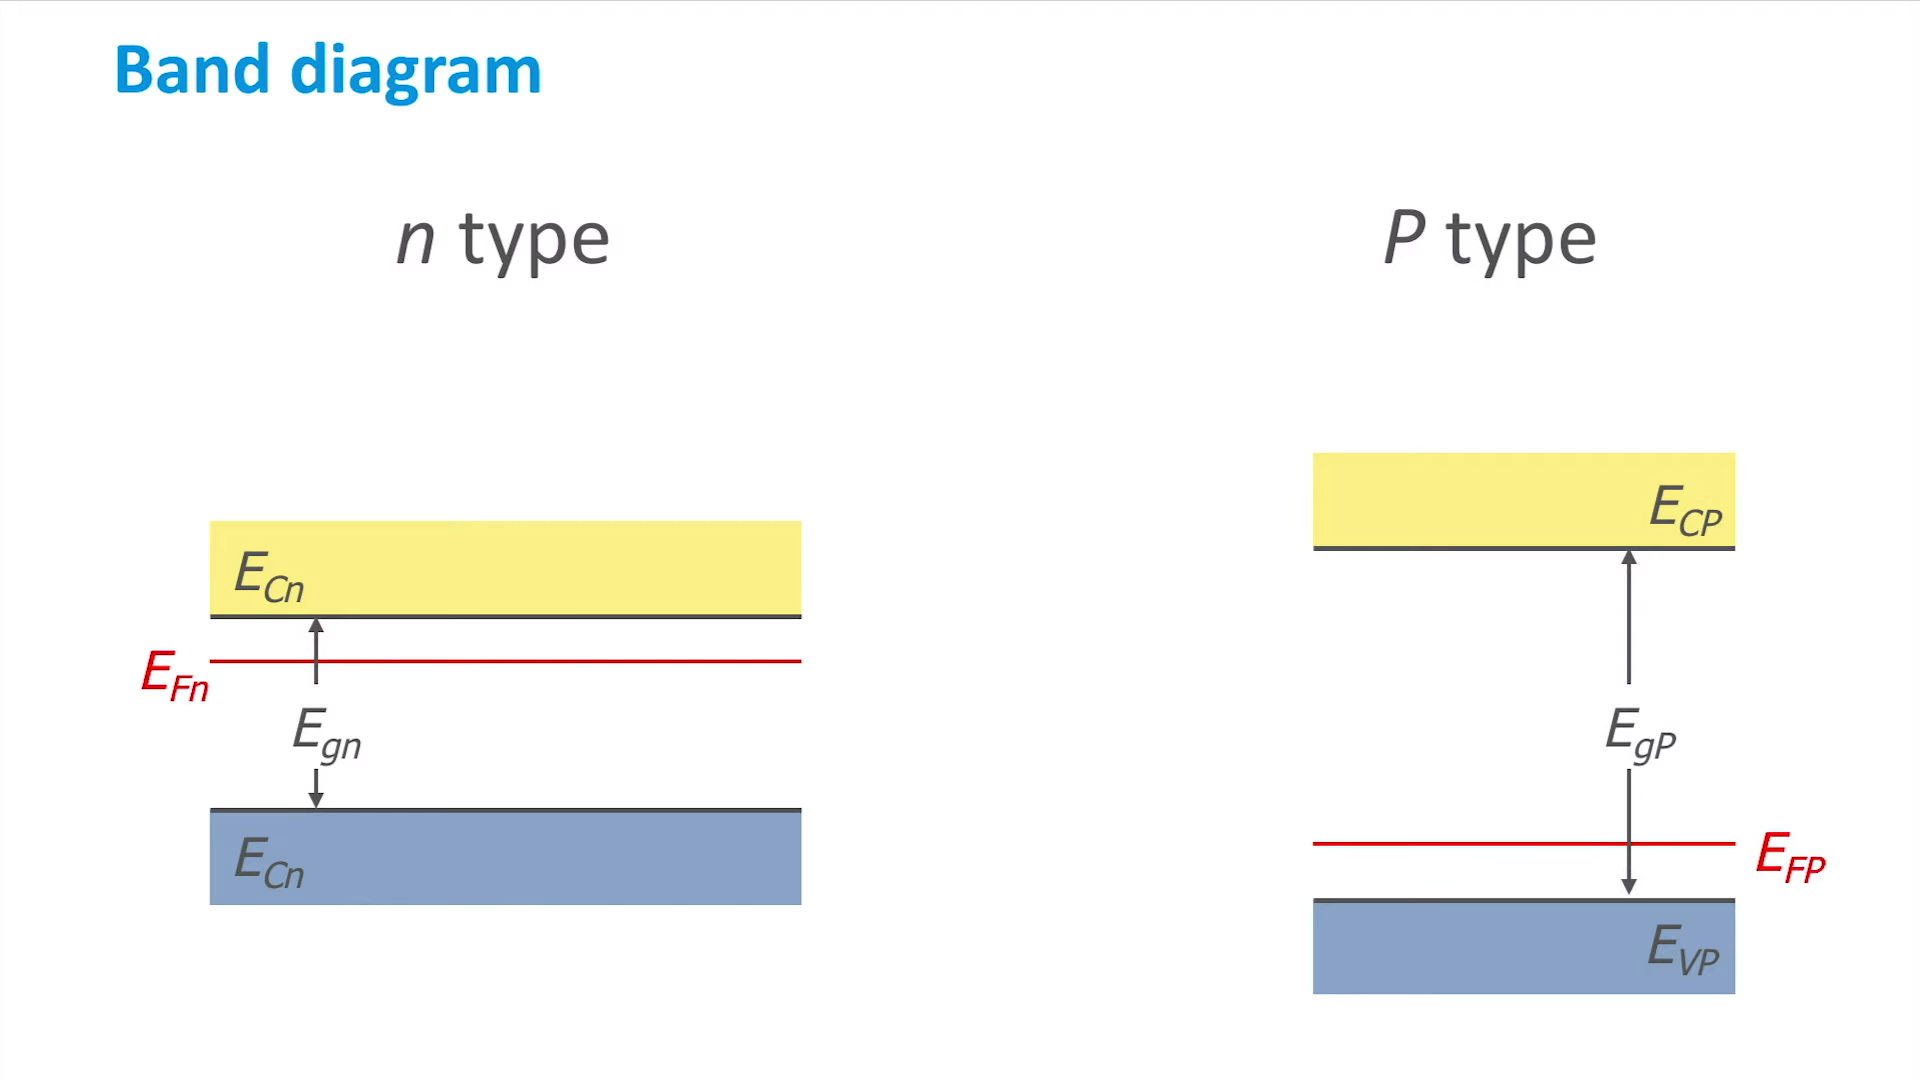 Band diagram
n type
P type
E_Cn
E_Fn
E_gn
E_Cn
E_CP
E_gP
E_FP
E_VP